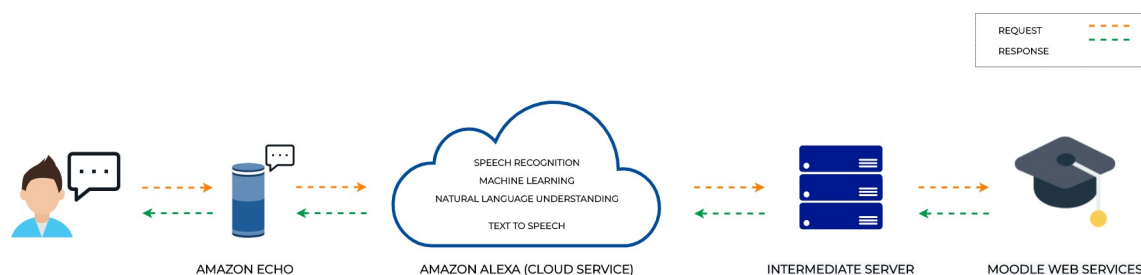 REQUEST
RESPONSE
SPEECH RECOGNITION
MACHINE LEARNING
NATURAL LANGUAGE UNDERSTANDING
TEXT TO SPEECH
AMAZON ECHO
AMAZON ALEXA (CLOUD SERVICE)
INTERMEDIATE SERVER
MOODLE WEB SERVICES